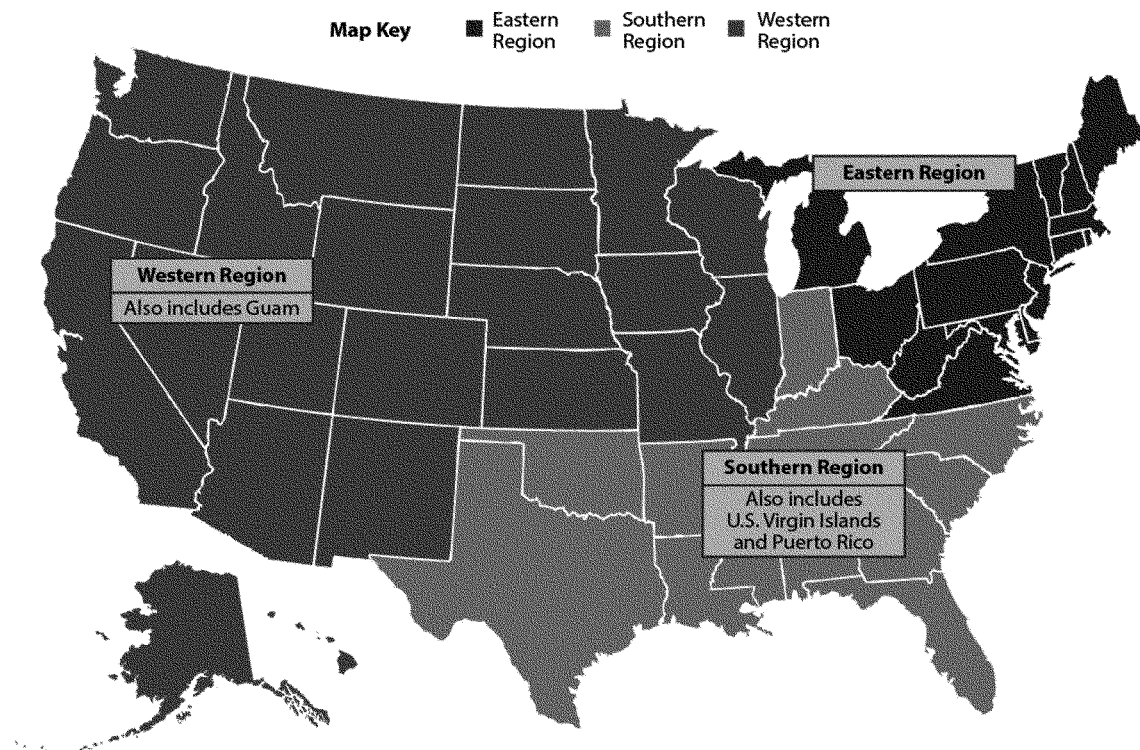 Map Key
Eastern
Region
Southern
Region
Western
Region
Eastern Region
Western Region
Also includes Guam
Southern Region
Also includes
U.S. Virgin Islands
and Puerto Rico